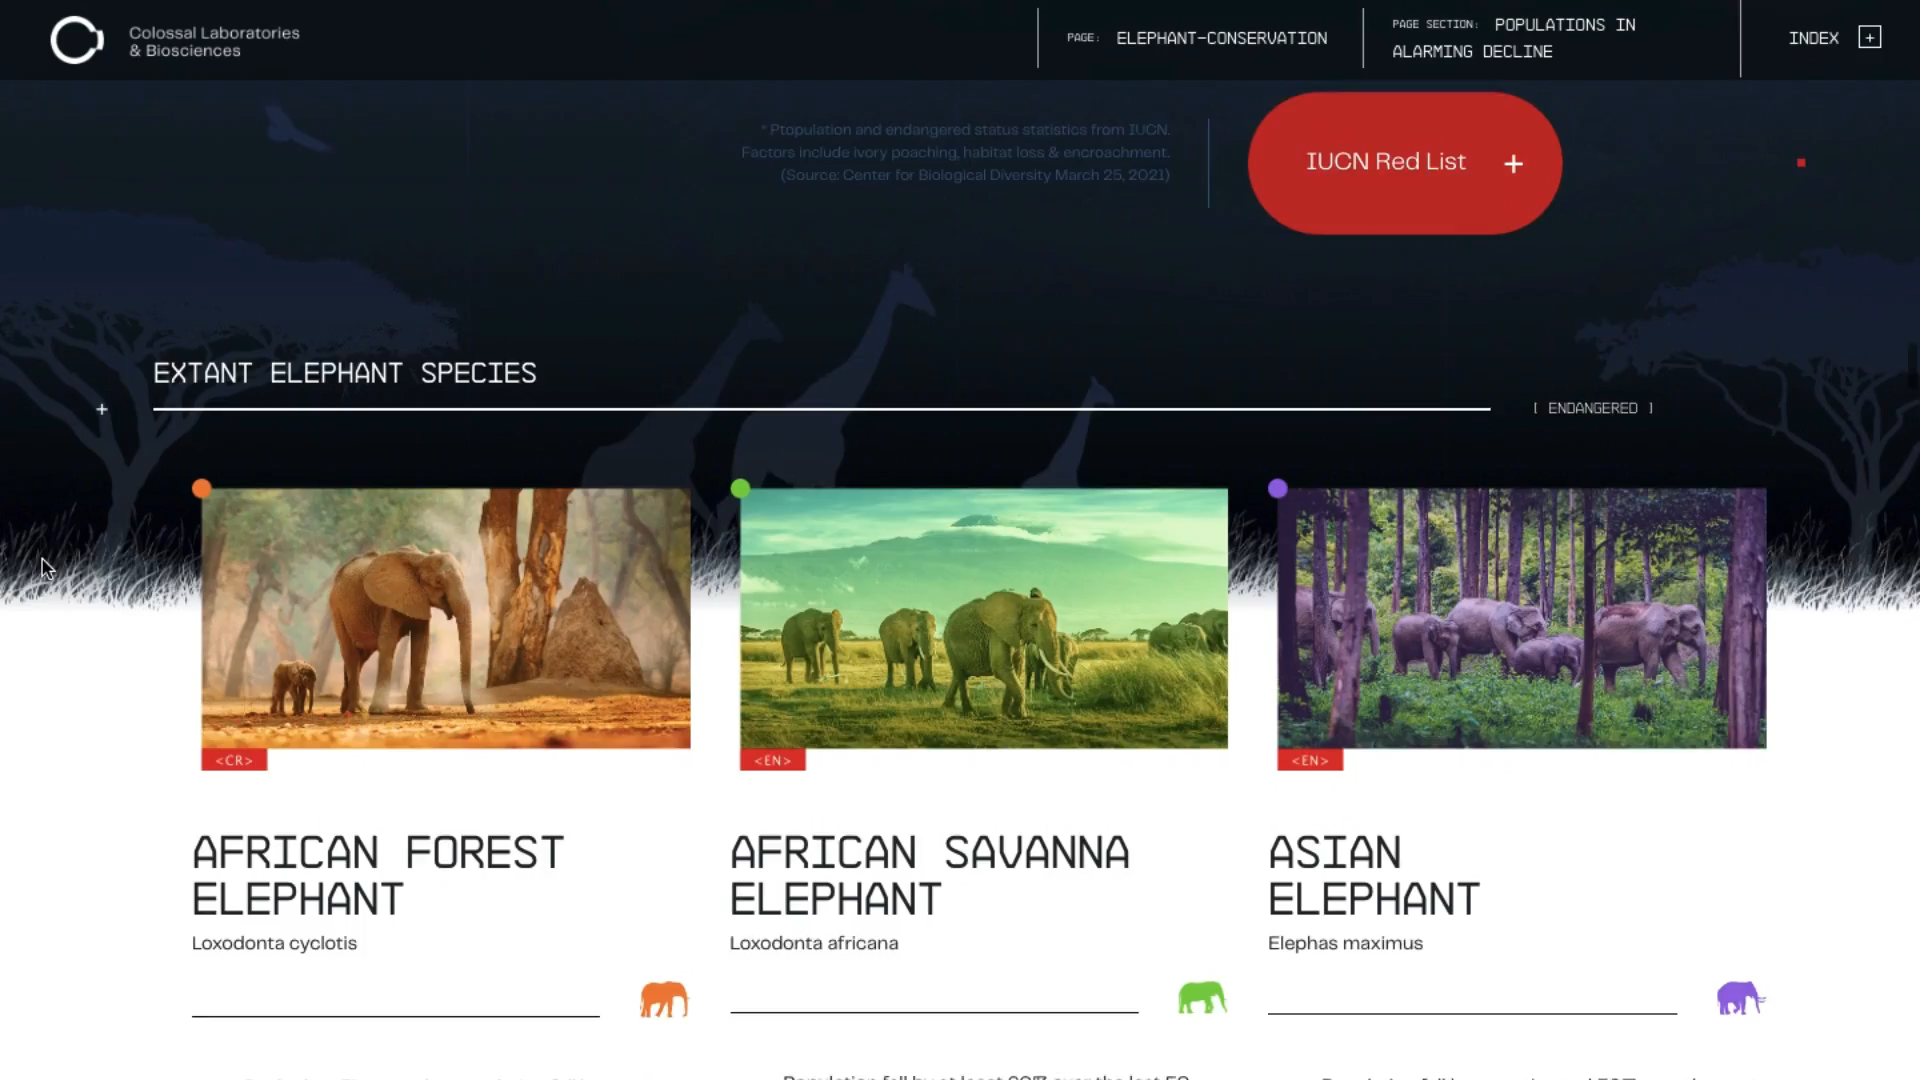 Colossal Laboratories
& Biosciences
PAGE: ELEPHANT-CONSERVATION
PAGE SECTION: POPULATIONS IN
ALARMING DECLINE
INDEX +
* Ptopulation and endangered status statistics from IUCN.
Factors include ivory poaching, habitat loss & encroachment.
(Source: Center for Biological Diversity March 25, 2021)
IUCN Red List +
EXTANT ELEPHANT SPECIES
[ ENDANGERED ]
<CR>
<EN>
<EN>
AFRICAN FOREST
ELEPHANT
Loxodonta cyclotis
AFRICAN SAVANNA
ELEPHANT
Loxodonta africana
ASIAN
ELEPHANT
Elephas maximus